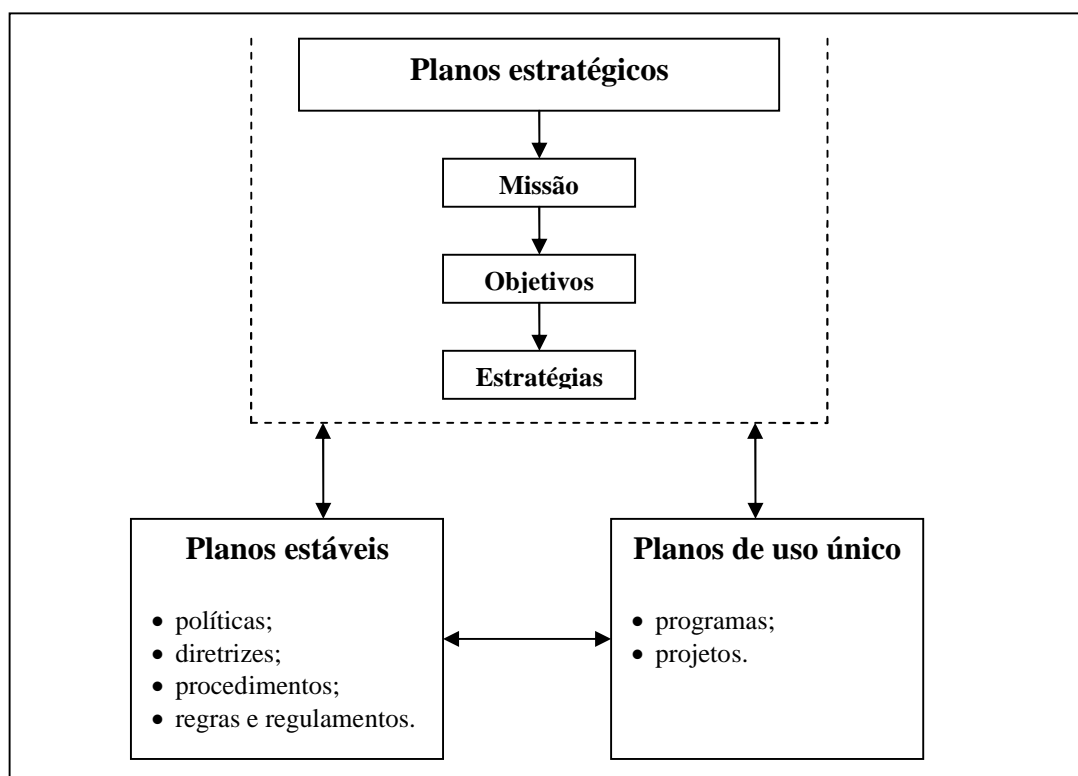 Planos estratégicos
Missão
Objetivos
Estratégias
Planos estáveis
• políticas;
• diretrizes;
• procedimentos;
• regras e regulamentos.
Planos de uso único
• programas;
• projetos.